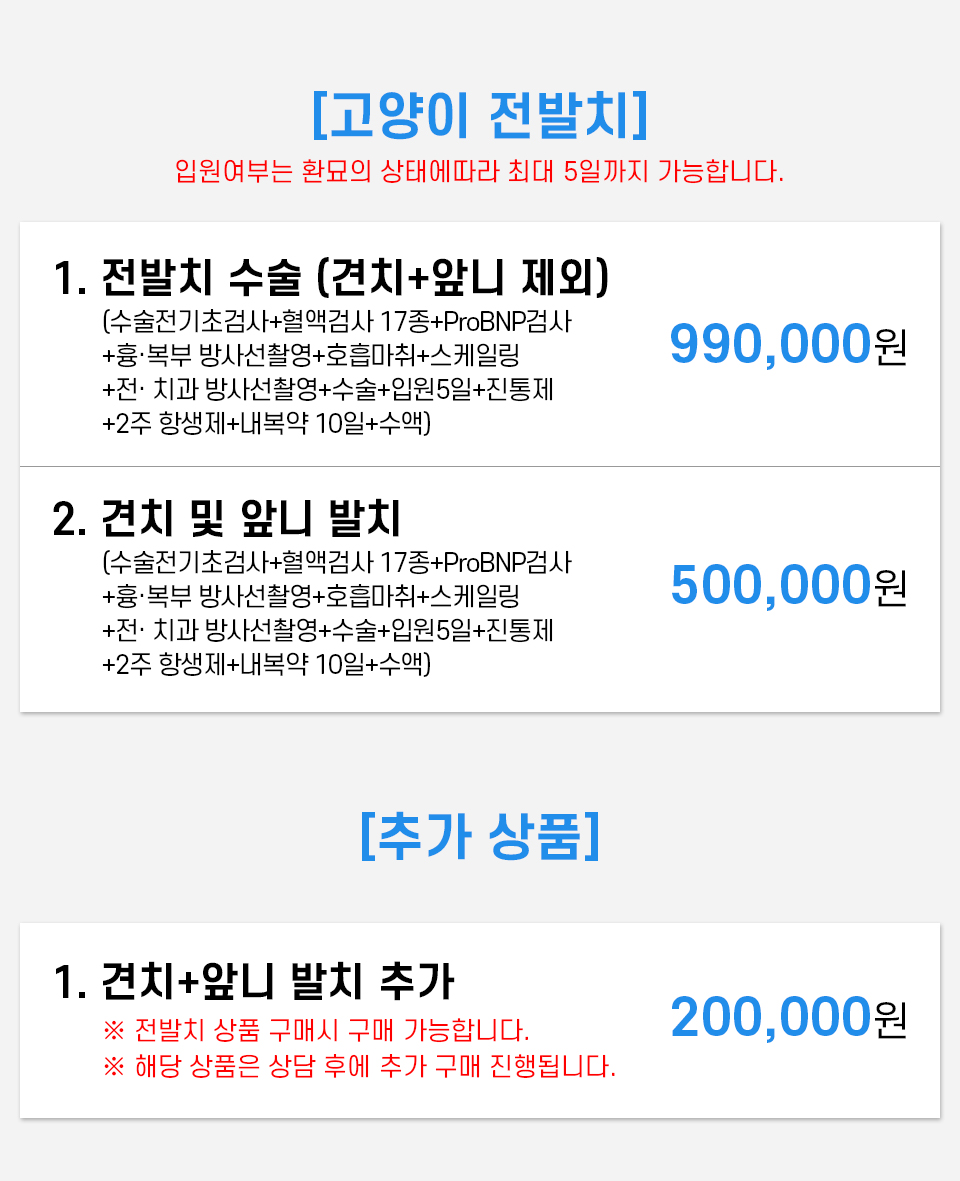 [고양이 전발치]
입원여부는 환묘의 상태에따라 최대 5일까지 가능합니다.
1. 전발치 수술 (견치+앞니 제외)
(수술전기초검사+혈액검사 17종+ProBNP검사
+흉·복부 방사선촬영+호흡마취+스케일링
+전· 치과 방사선촬영+수술+입원5일+진통제
+2주 항생제+내복약 10일+수액)
990,000원
2. 견치 및 앞니 발치
(수술전기초검사+혈액검사 17종+ProBNP검사
+흉·복부 방사선촬영+호흡마취+스케일링
+전· 치과 방사선촬영+수술+입원5일+진통제
+2주 항생제+내복약 10일+수액)
500,000원
[추가 상품]
1. 견치+앞니 발치 추가
※ 전발치 상품 구매시 구매 가능합니다.
※ 해당 상품은 상담 후에 추가 구매 진행됩니다.
200,000원